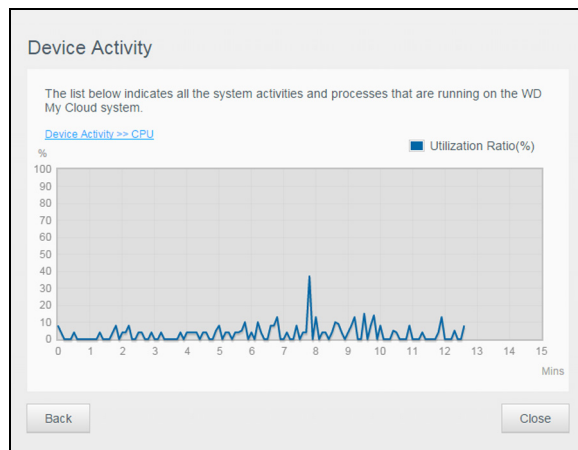 Device Activity
The list below indicates all the system activities and processes that are running on the WD
My Cloud system.
Device Activity >> CPU
Utilization Ratio(%)
%
100
90
80
70
60
50
40
30
20
10
0
0 1 2 3 4 5 6 7 8 9 10 11 12 13 14 15
Mins
Back
Close